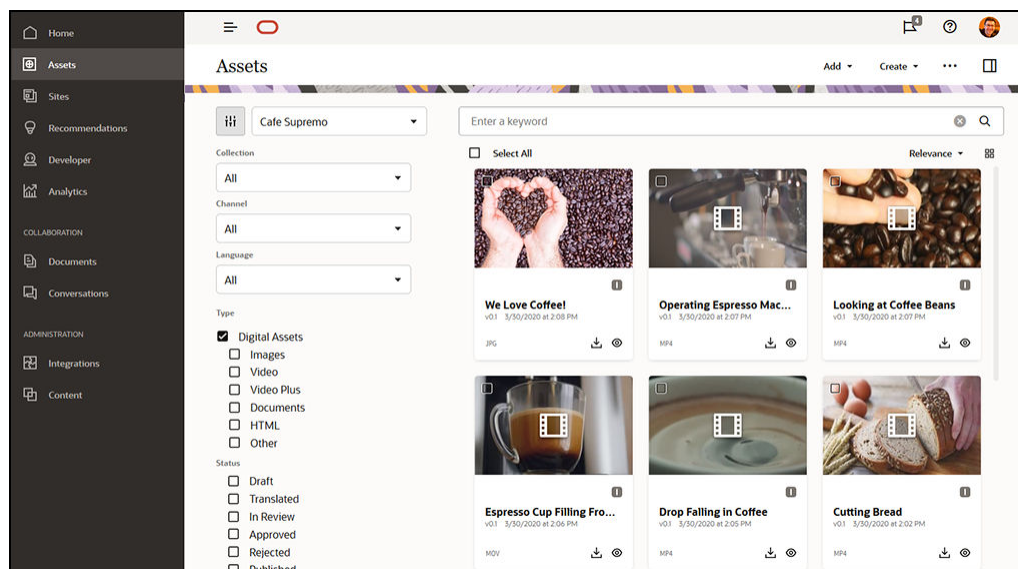 Home
Assets
Sites
Recommendations
Developer
Analytics
COLLABORATION
Documents
Conversations
ADMINISTRATION
Integrations
Content
4
Assets
Add
Create
Cafe Supremo
Enter a keyword
Collection
All
Channel
All
Language
All
Type
Digital Assets
Images
Video
Video Plus
Documents
HTML
Other
Status
Draft
Translated
In Review
Approved
Rejected
Published
Select All
Relevance
We Love Coffee!
v0.1 3/30/2020 at 2:08 PM
JPG
Operating Espresso Mac...
v0.1 3/30/2020 at 2:07 PM
MP4
Looking at Coffee Beans
v0.1 3/30/2020 at 2:07 PM
MP4
Espresso Cup Filling Fro...
v0.1 3/30/2020 at 2:06 PM
MOV
Drop Falling in Coffee
v0.1 3/30/2020 at 2:05 PM
MP4
Cutting Bread
v0.1 3/30/2020 at 2:02 PM
MP4